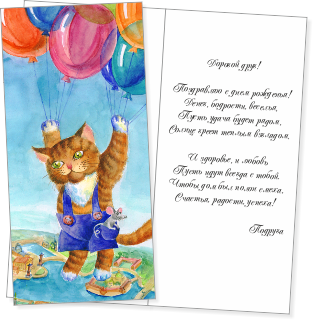 Дорогой друг!
Поздравляю с днем рожденья!
Денег, бодрости, веселья,
Пусть удача будет рядом,
Солнце греет теплым взглядом,
И здоровье, и любовь,
Пусть идут всегда с тобой.
Чтобы дом был полон смеха,
Счастья, радости, успеха!
Подруга